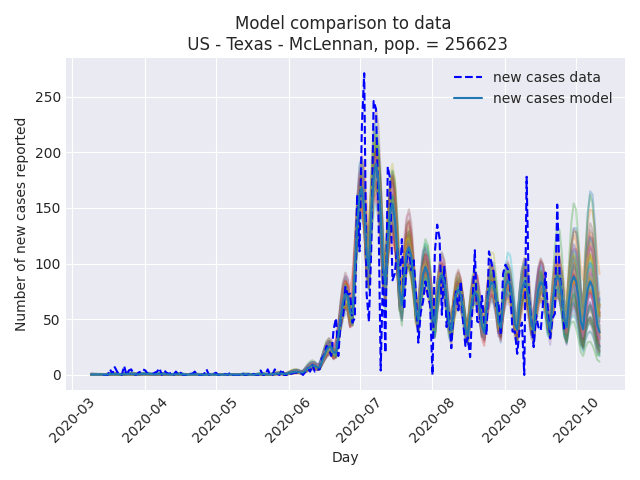 Model comparison to data
US - Texas - McLennan, pop. = 256623
new cases data
new cases model
Number of new cases reported
250
200
150
100
50
0
2020-03
2020-04
2020-05
2020-06
2020-07
2020-08
2020-09
2020-10
Day